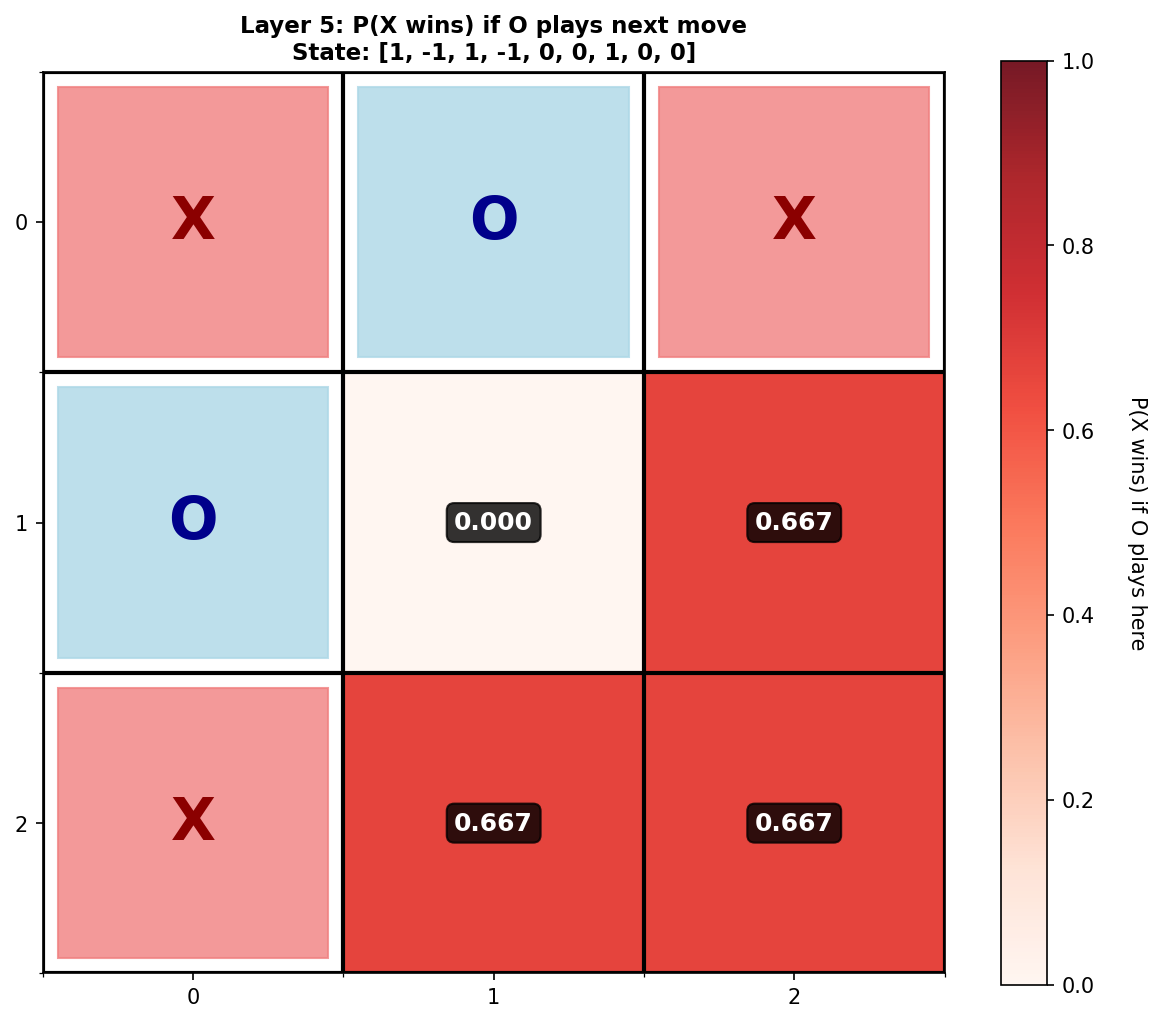 Layer 5: P(X wins) if O plays next move
State: [1, -1, 1, -1, 0, 0, 1, 0, 0]
X O X
O 0.000 0.667
X 0.667 0.667
0
1
2
0 1 2
1.0
0.8
0.6
0.4
0.2
0.0
P(X wins) if O plays here